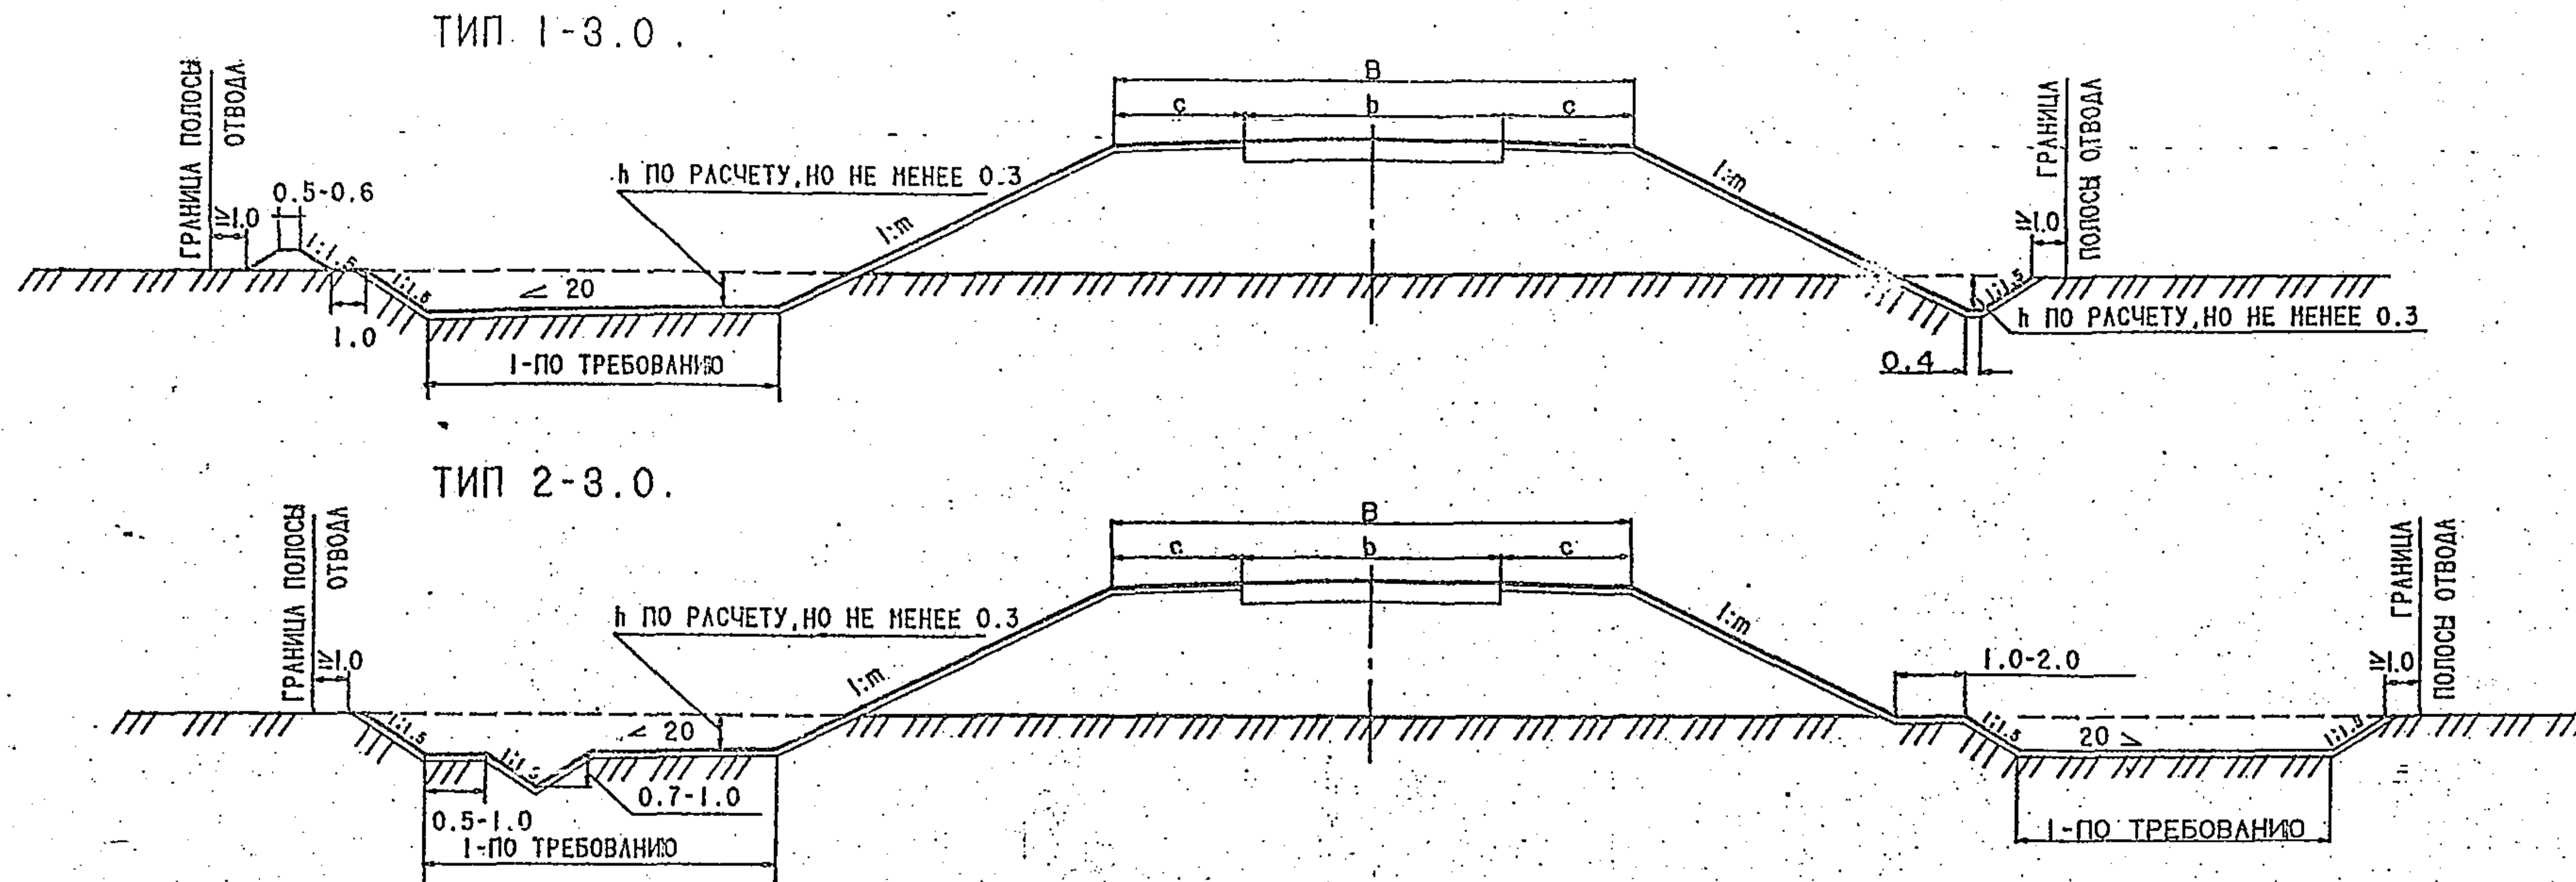 ТИП 1-3.0.
ГРАНИЦА ПОЛОСЫ
ОТВОДА
≥1.0
0.5-0.6
1:1.5
1:1.5
1.0
20
h ПО РАСЧЕТУ, НО НЕ МЕНЕЕ 0.3
1:m
1-ПО ТРЕБОВАНИЮ
B
c
b
c
1:m
1:1.5
≥1.0
ГРАНИЦА
ПОЛОСЫ ОТВОДА
h ПО РАСЧЕТУ, НО НЕ МЕНЕЕ 0.3
0.4
ТИП 2-3.0.
ГРАНИЦА ПОЛОСЫ
ОТВОДА
≥1.0
1:1.5
h ПО РАСЧЕТУ, НО НЕ МЕНЕЕ 0.3
20
1:m
0.7-1.0
0.5-1.0
1-ПО ТРЕБОВАНИЮ
B
c
b
c
1:m
1.0-2.0
1:1.5
20
≥1.0
ГРАНИЦА
ПОЛОСЫ ОТВОДА
1-ПО ТРЕБОВАНИЮ